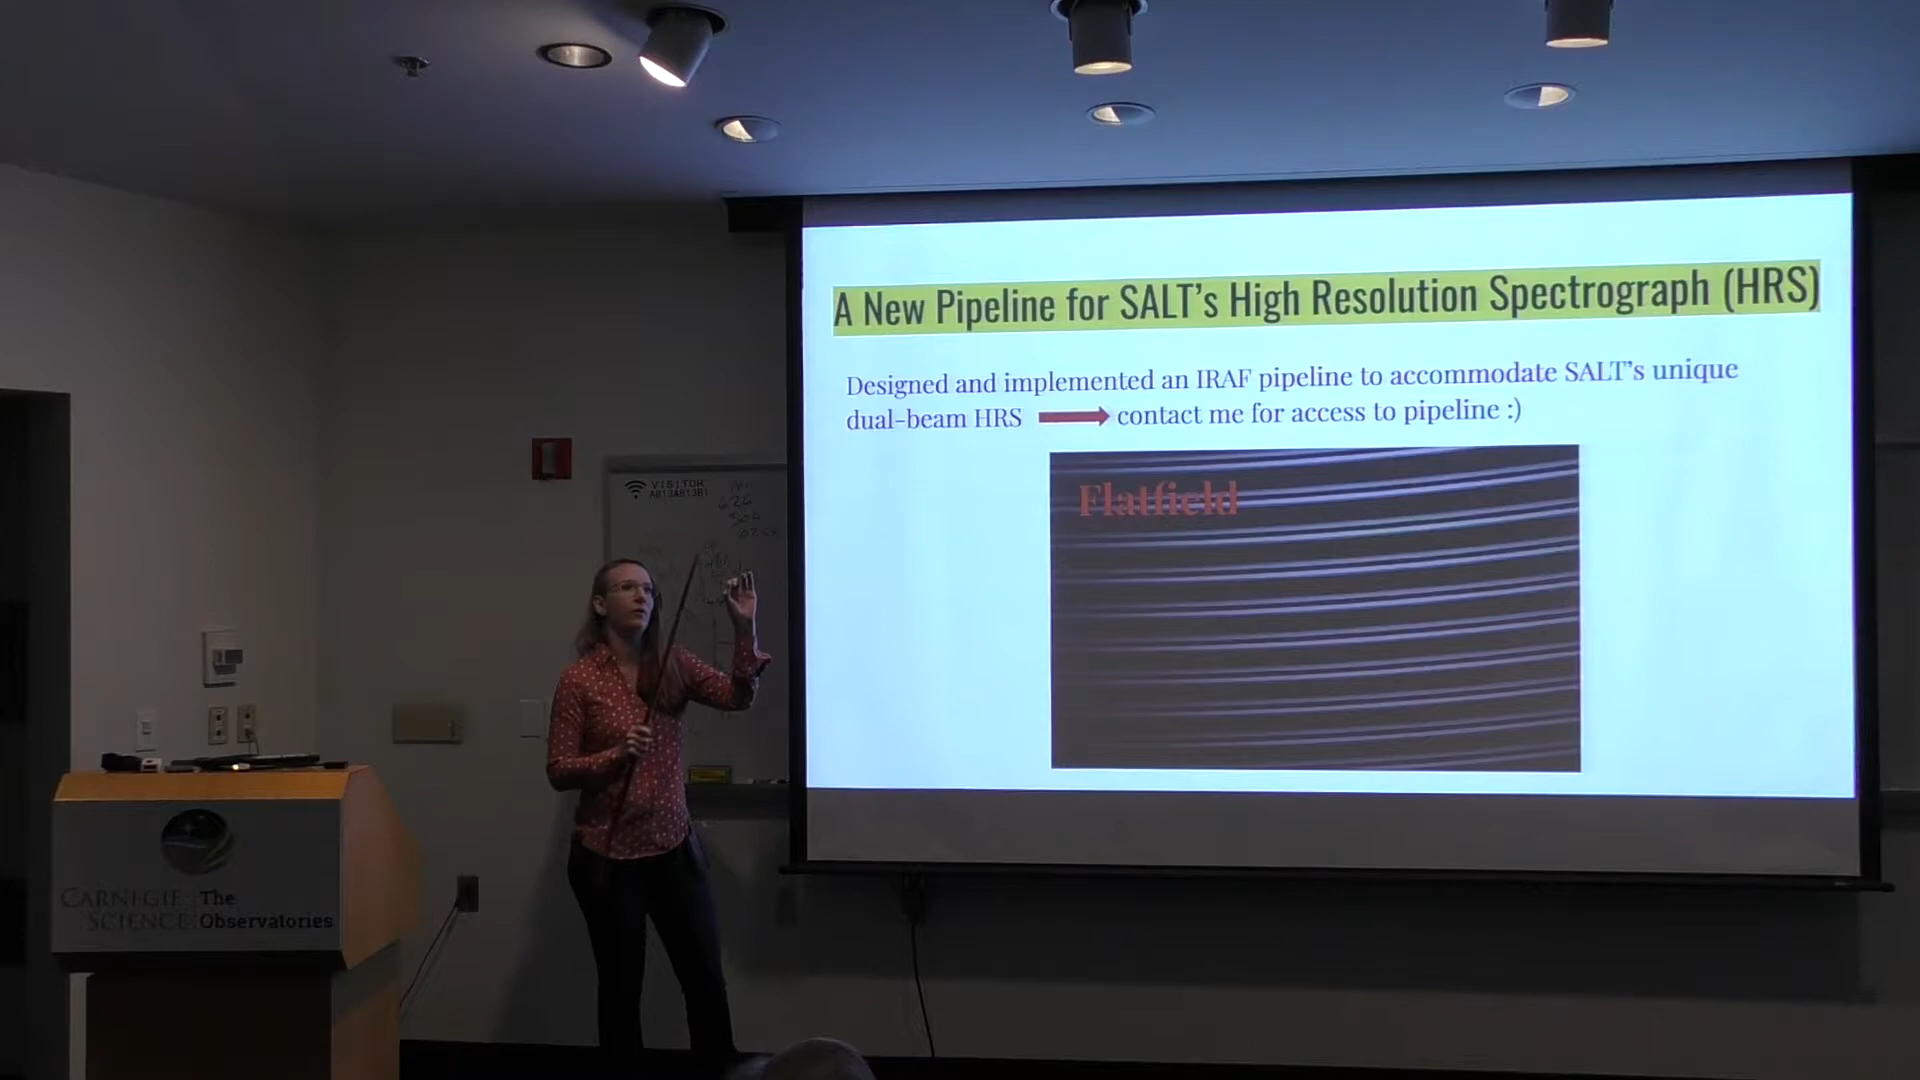 A New Pipeline for SALT's High Resolution Spectrograph (HRS)
Designed and implemented an IRAF pipeline to accommodate SALT's unique
dual-beam HRS contact me for access to pipeline :)
Flatfield
VISITOR
CARNEGIE The
SCIENCE Observatories